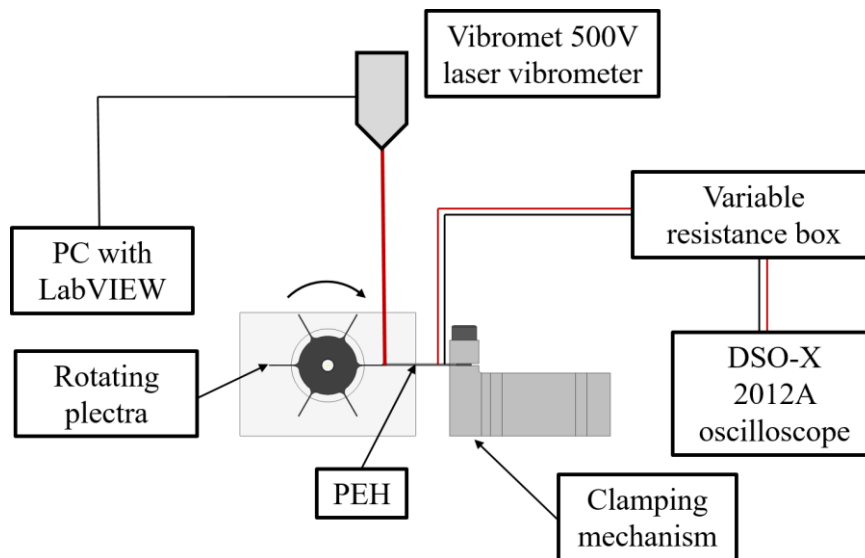 Vibromet 500V
laser vibrometer
Variable
resistance box
PC with
LabVIEW
Rotating
plectra
DSO-X
2012A
oscilloscope
PEH
Clamping
mechanism